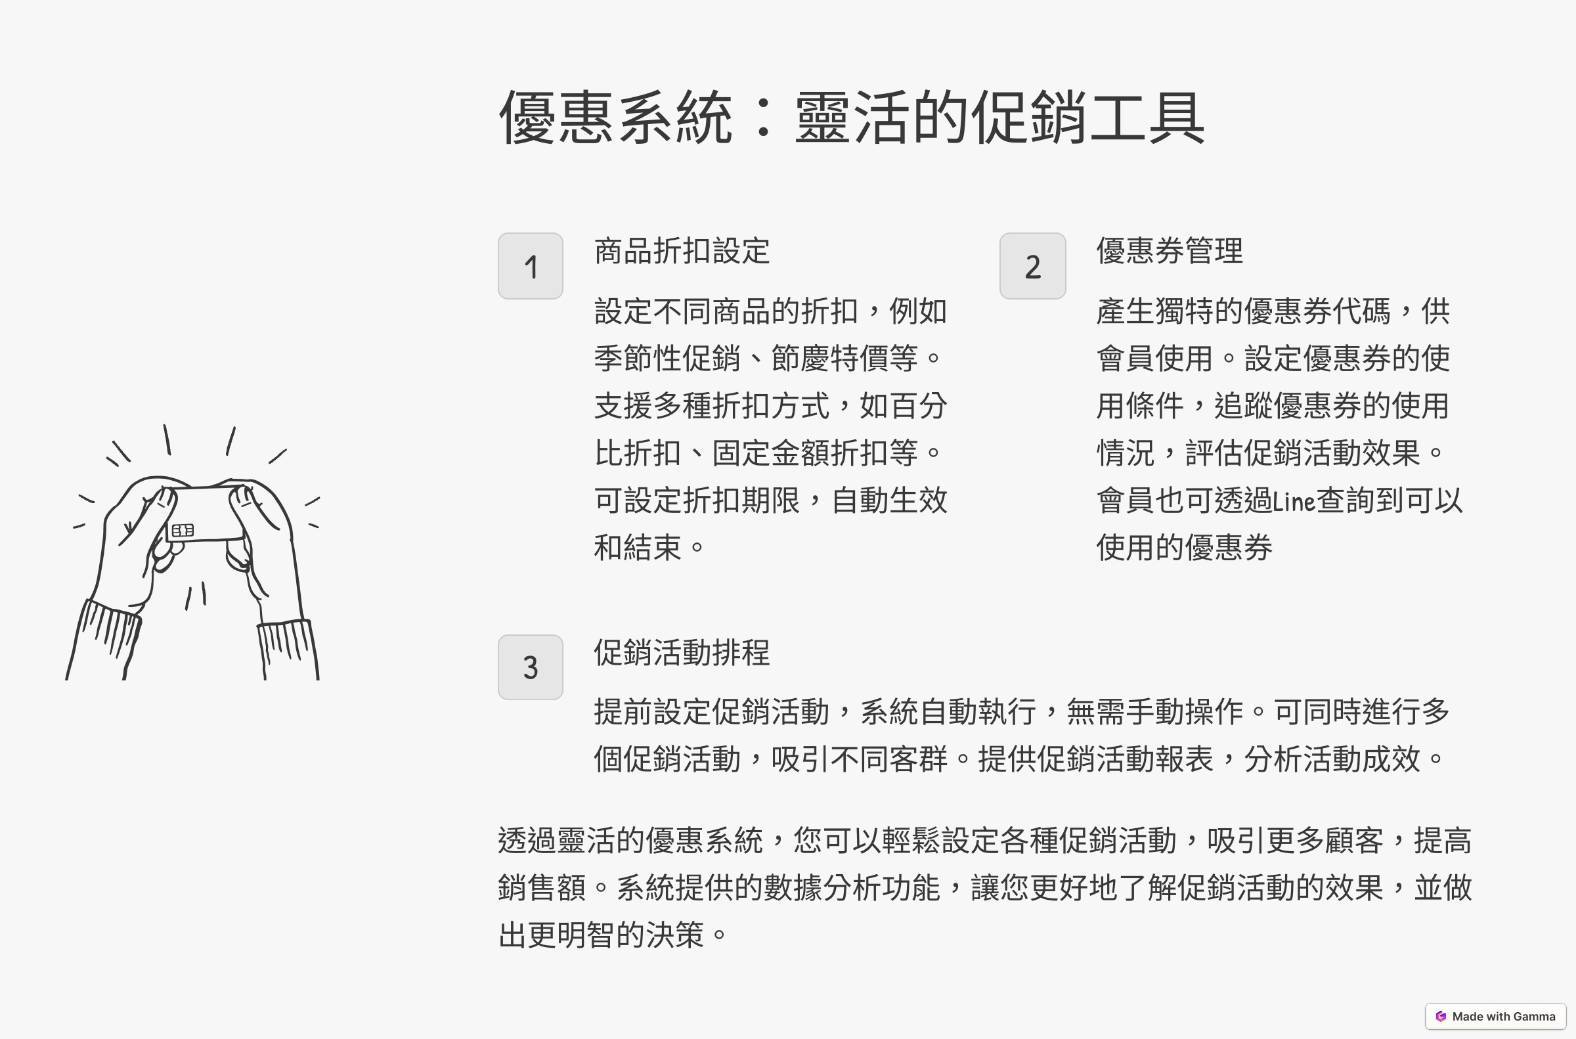 優惠系統：靈活的促銷工具
1
商品折扣設定
設定不同商品的折扣，例如
季節性促銷、節慶特價等。
支援多種折扣方式，如百分
比折扣、固定金額折扣等。
可設定折扣期限，自動生效
和結束。
2
優惠券管理
產生獨特的優惠券代碼，供
會員使用。設定優惠券的使
用條件，追蹤優惠券的使用
情況，評估促銷活動效果。
會員也可透過Line查詢到可以
使用的優惠券
3
促銷活動排程
提前設定促銷活動，系統自動執行，無需手動操作。可同時進行多
個促銷活動，吸引不同客群。提供促銷活動報表，分析活動成效。
透過靈活的優惠系統，您可以輕鬆設定各種促銷活動，吸引更多顧客，提高
銷售額。系統提供的數據分析功能，讓您更好地了解促銷活動的效果，並做
出更明智的決策。
Made with Gamma